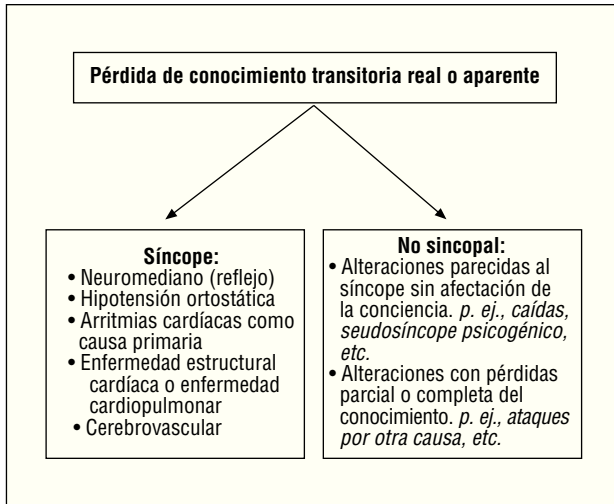 Pérdida de conocimiento transitoria real o aparente
Síncope:
• Neuromediano (reflejo)
• Hipotensión ortostática
• Arritmias cardíacas como
causa primaria
• Enfermedad estructural
cardíaca o enfermedad
cardiopulmonar
• Cerebrovascular
No sincopal:
• Alteraciones parecidas al
síncope sin afectación de
la conciencia. p. ej., caídas,
seudosíncope psicogénico,
etc.
• Alteraciones con pérdidas
parcial o completa del
conocimiento. p. ej., ataques
por otra causa, etc.